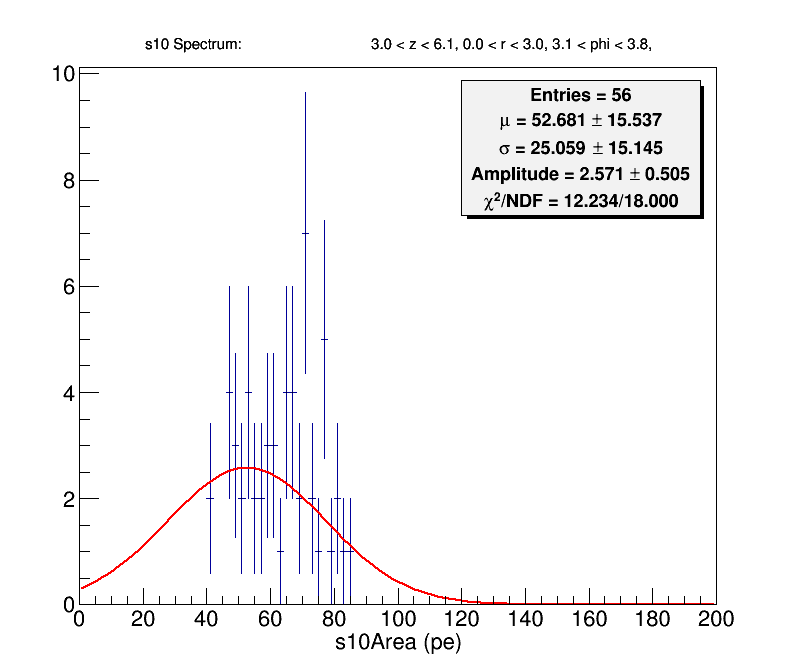 s10 Spectrum: 3.0 < z < 6.1, 0.0 < r < 3.0, 3.1 < phi < 3.8,
Entries = 56
μ = 52.681 ± 15.537
σ = 25.059 ± 15.145
Amplitude = 2.571 ± 0.505
χ²/NDF = 12.234/18.000
10
8
6
4
2
0
0 20 40 60 80 100 120 140 160 180 200
s10Area (pe)